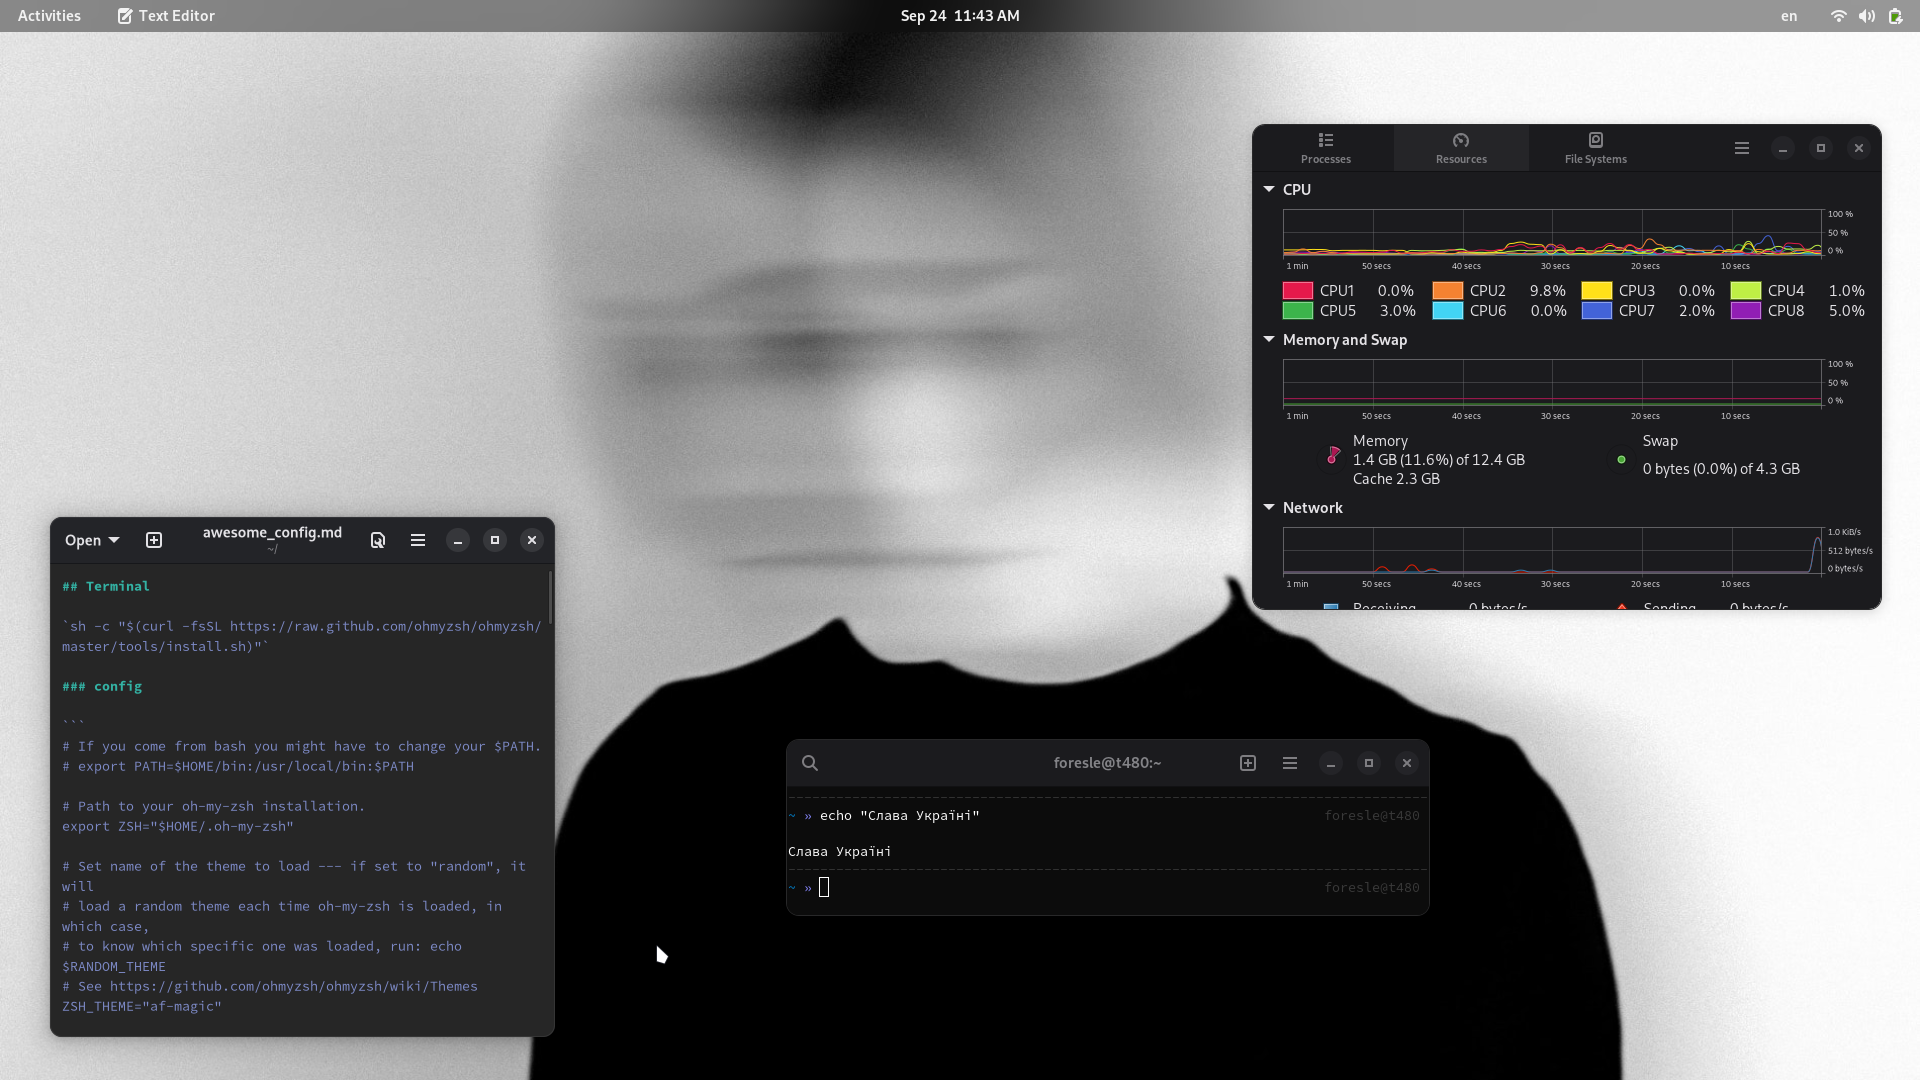 Activities Text Editor Sep 24 11:43 AM en
Processes Resources File Systems
CPU
100 %
50 %
0 %
1 min 50 secs 40 secs 30 secs 20 secs 10 secs
CPU1 0.0% CPU2 9.8% CPU3 0.0% CPU4 1.0%
CPU5 3.0% CPU6 0.0% CPU7 2.0% CPU8 5.0%
Memory and Swap
100 %
50 %
0 %
1 min 50 secs 40 secs 30 secs 20 secs 10 secs
Memory
1.4 GB (11.6%) of 12.4 GB
Cache 2.3 GB
Swap
0 bytes (0.0%) of 4.3 GB
Network
1.0 KiB/s
512 bytes/s
0 bytes/s
1 min 50 secs 40 secs 30 secs 20 secs 10 secs
Receiving 0 bytes/s Sending 0 bytes/s
Open awesome_config.md
~/
## Terminal
`sh -c "$(curl -fsSL https://raw.github.com/ohmyzsh/ohmyzsh/
master/tools/install.sh)"`
### config
```
# If you come from bash you might have to change your $PATH.
# export PATH=$HOME/bin:/usr/local/bin:$PATH
# Path to your oh-my-zsh installation.
export ZSH="$HOME/.oh-my-zsh"
# Set name of the theme to load --- if set to "random", it
will
# load a random theme each time oh-my-zsh is loaded, in
which case,
# to know which specific one was loaded, run: echo
$RANDOM_THEME
# See https://github.com/ohmyzsh/ohmyzsh/wiki/Themes
ZSH_THEME="af-magic"
foresle@t480:~
~ » echo "Слава Україні" foresle@t480
Слава Україні
~ » foresle@t480